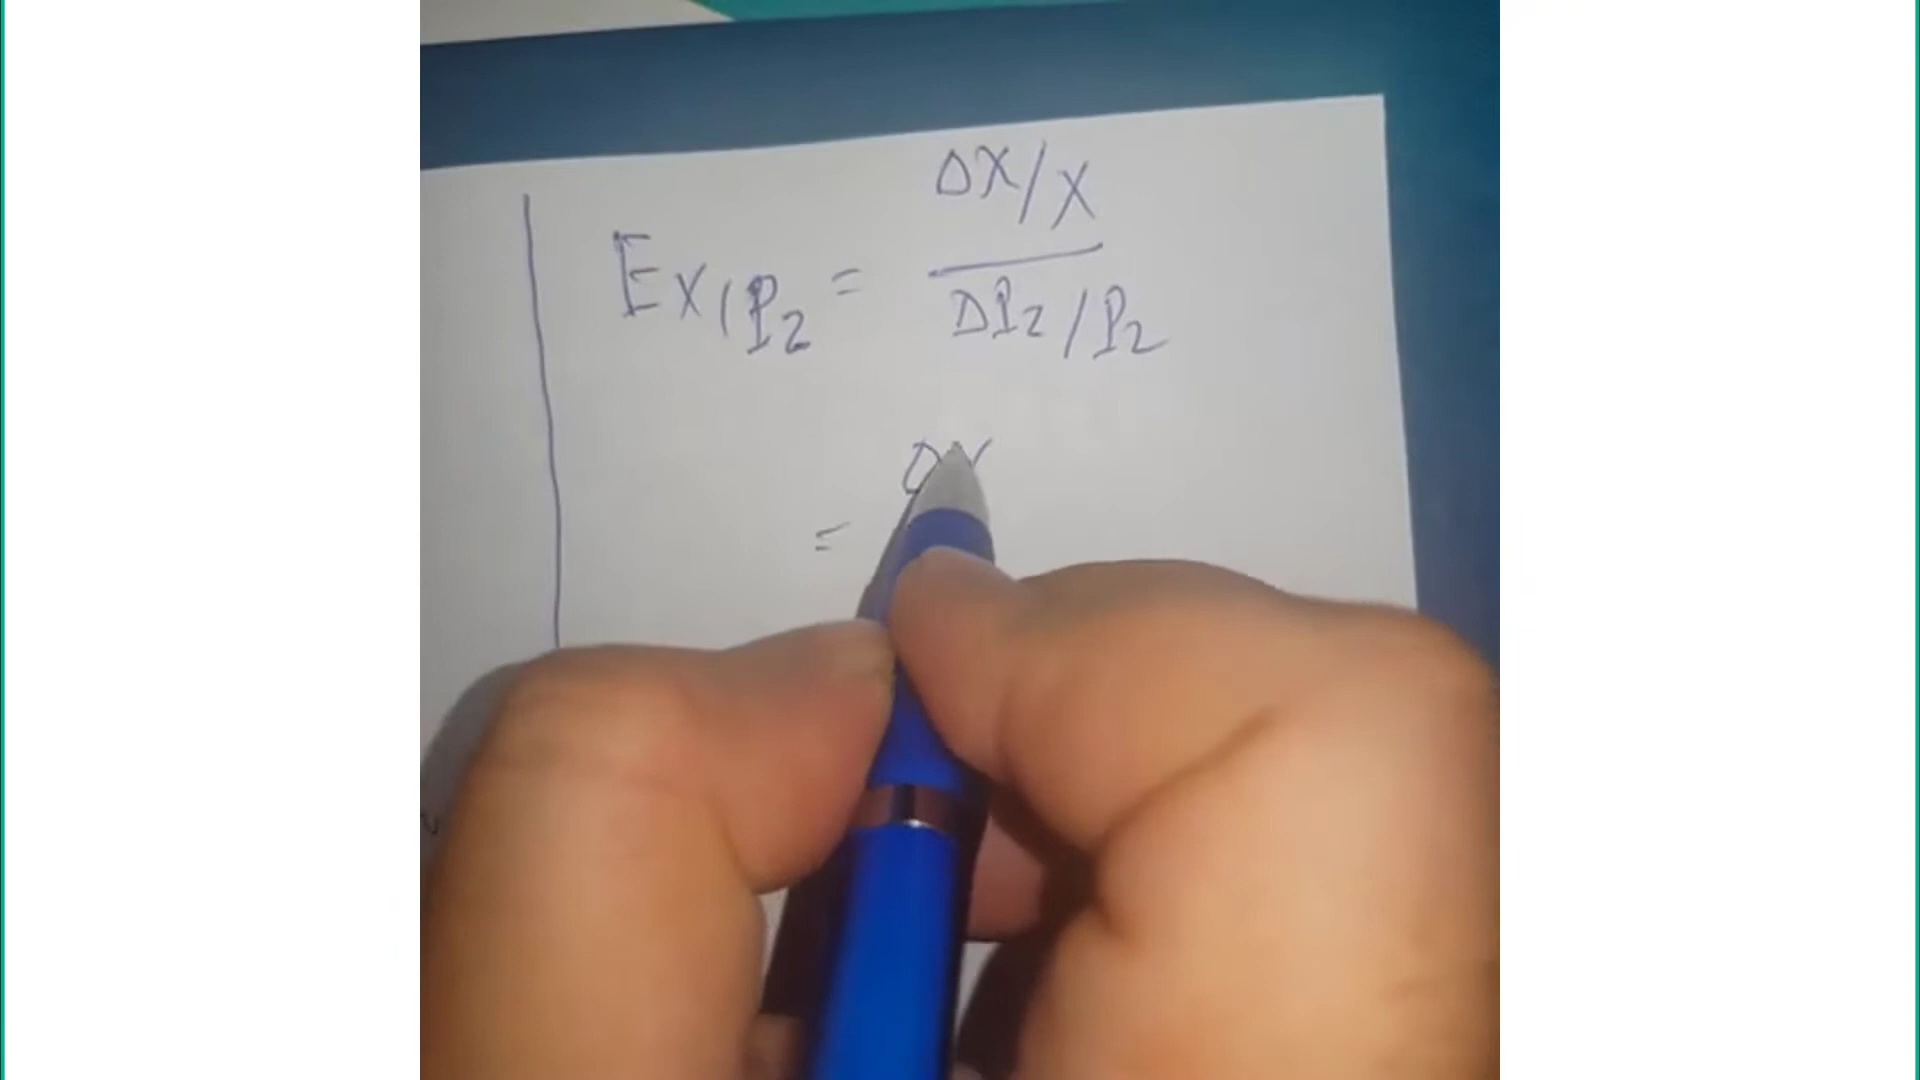 Ex,P₂ = ΔX/X
ΔP₂/P₂
= ΔX